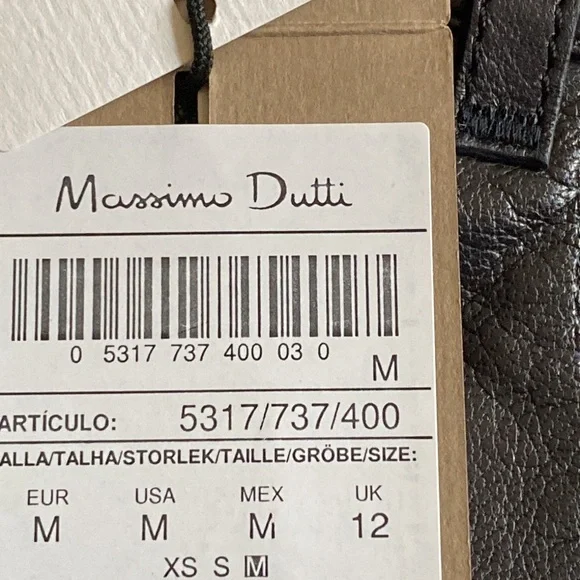 Massimo Dutti
0 5317 737 400 03 0
M
ARTÍCULO: 5317/737/400
ALLA/TALHA/STORLEK/TAILLE/GRÖBE/SIZE:
EUR USA MEX UK
M M M 12
XS S M